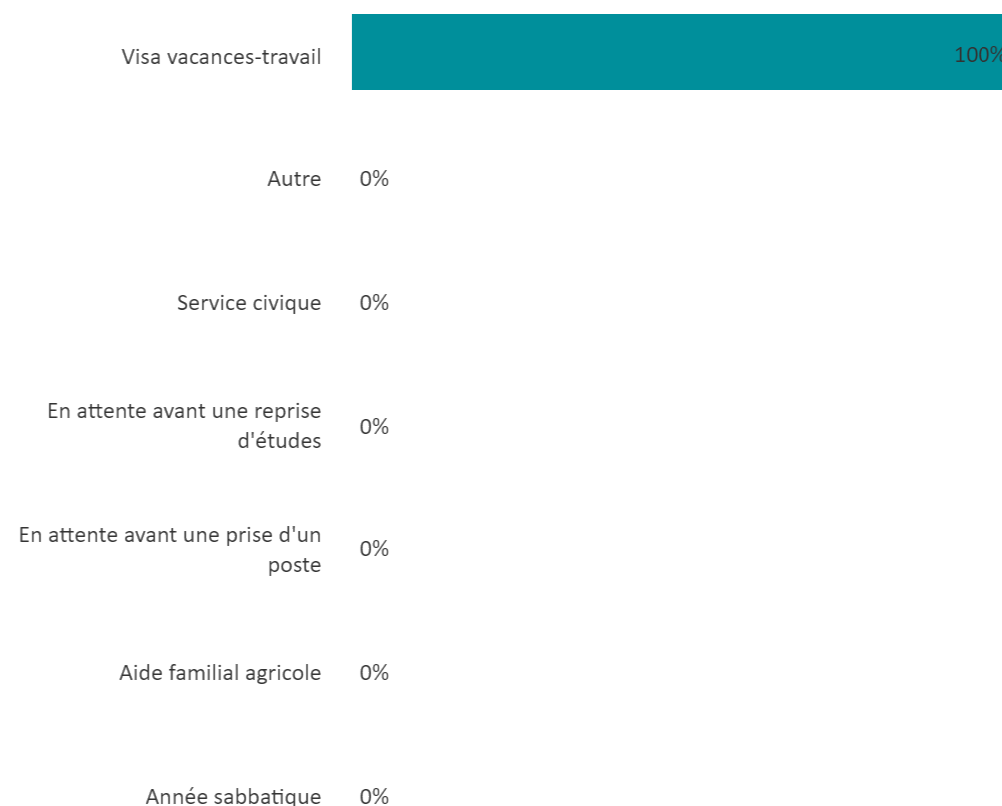 Visa vacances-travail 100%
Autre 0%
Service civique 0%
En attente avant une reprise
d'études 0%
En attente avant une prise d'un
poste 0%
Aide familial agricole 0%
Année sabbatique 0%